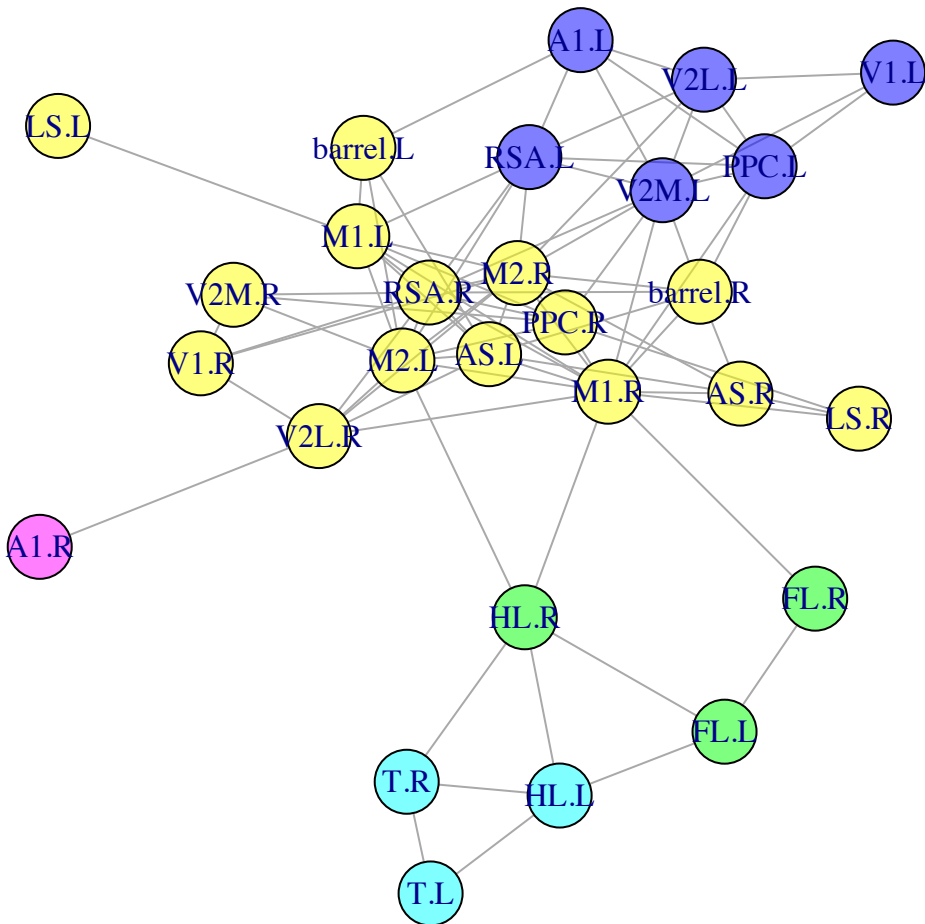 A1.L
V2L.L
V1.L
LS.L
barrel.L
RSA.L
PPC.L
V2M.L
M1.L
M2.R
V2M.R
RSA.R
barrel.R
PPC.R
V1.R
M2.L
AS.L
M1.R
AS.R
LS.R
V2L.R
A1.R
HL.R
FL.R
FL.L
T.R
HL.L
T.L